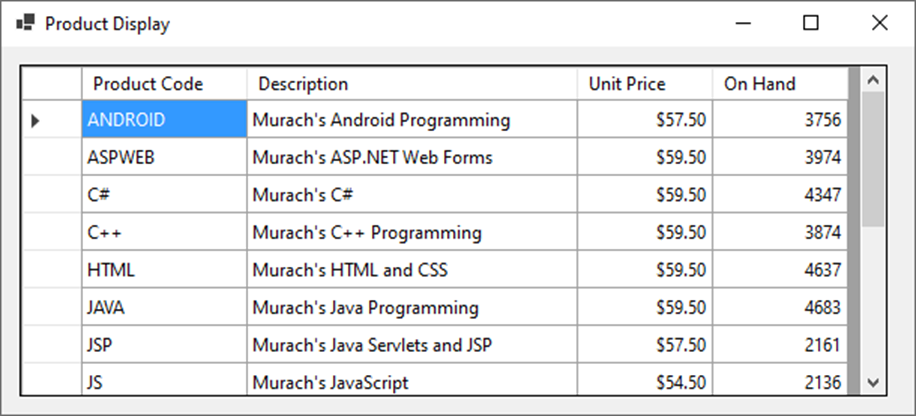 Product Display
Product Code Description Unit Price On Hand
ANDROID Murach's Android Programming $57.50 3756
ASPWEB Murach's ASP.NET Web Forms $59.50 3974
C# Murach's C# $59.50 4347
C++ Murach's C++ Programming $59.50 3874
HTML Murach's HTML and CSS $59.50 4637
JAVA Murach's Java Programming $59.50 4683
JSP Murach's Java Servlets and JSP $57.50 2161
JS Murach's JavaScript $54.50 2136